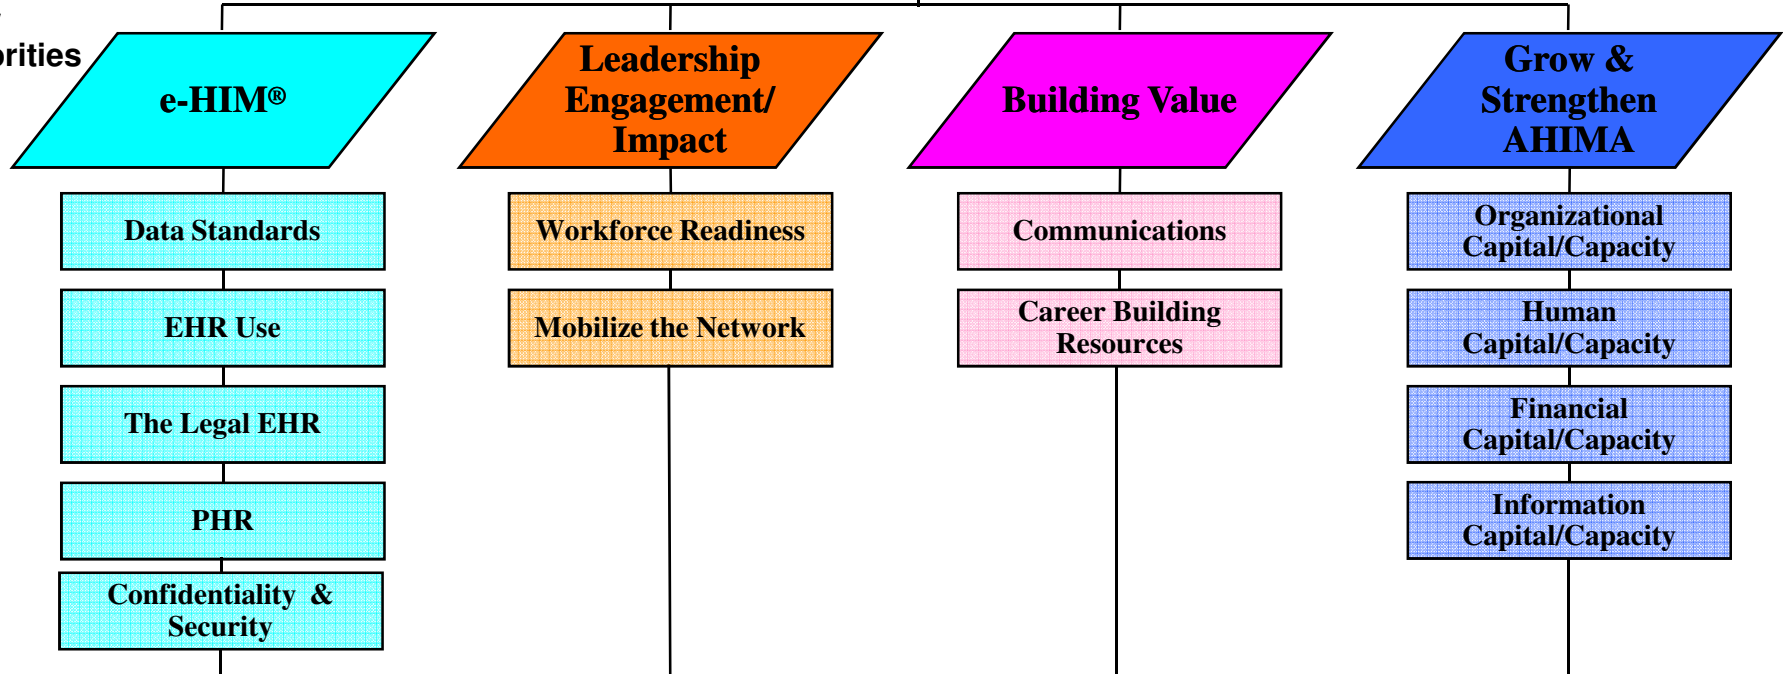 e-HIM®
Leadership
Engagement/
Impact
Building Value
Grow &
Strengthen
AHIMA
Data Standards
EHR Use
The Legal EHR
PHR
Confidentiality &
Security
Workforce Readiness
Mobilize the Network
Communications
Career Building
Resources
Organizational
Capital/Capacity
Human
Capital/Capacity
Financial
Capital/Capacity
Information
Capital/Capacity